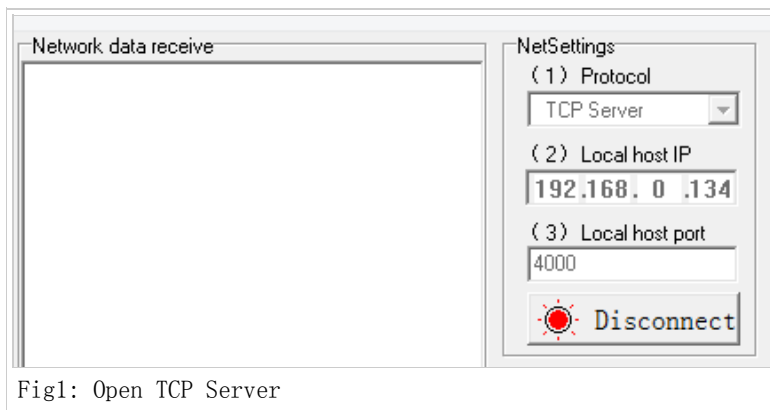 Network data receive
NetSettings
(1) Protocol
TCP Server
(2) Local host IP
192.168. 0 .134
(3) Local host port
4000
Disconnect
Fig1: Open TCP Server